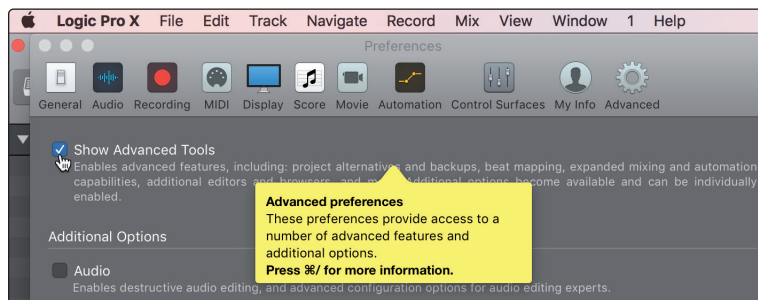 Logic Pro X File Edit Track Navigate Record Mix View Window 1 Help
Preferences
General Audio Recording MIDI Display Score Movie Automation Control Surfaces My Info Advanced
Show Advanced Tools
Enables advanced features, including: project alternatives and backups, beat mapping, expanded mixing and automation
capabilities, additional editors and browsers, and more. Additional options become available and can be individually
enabled.
Advanced preferences
These preferences provide access to a
number of advanced features and
additional options.
Press ⌘/ for more information.
Additional Options
Audio
Enables destructive audio editing, and advanced configuration options for audio editing experts.